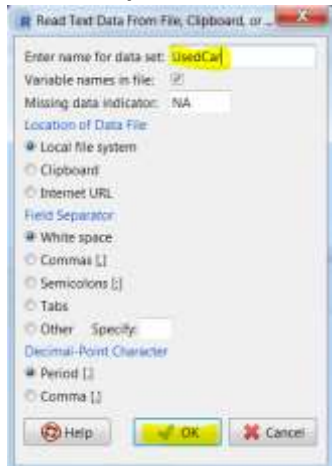 Read Text Data From File, Clipboard, or ...
Enter name for data set: UsedCar
Variable names in file:
Missing data indicator: NA
Location of Data File
Local file system
Clipboard
Internet URL
Field Separator
White space
Commas [,]
Semicolons [;]
Tabs
Other Specify:
Decimal-Point Character
Period [.]
Comma [,]
Help OK Cancel